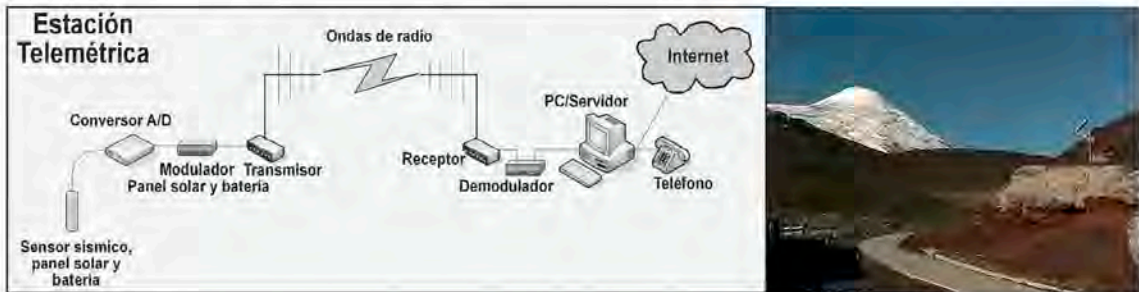 Estación
Telemétrica
Ondas de radio
Internet
PC/Servidor
Conversor A/D
Modulador
Transmisor
Panel solar y batería
Receptor
Demodulador
Teléfono
Sensor sísmico,
panel solar y
batería